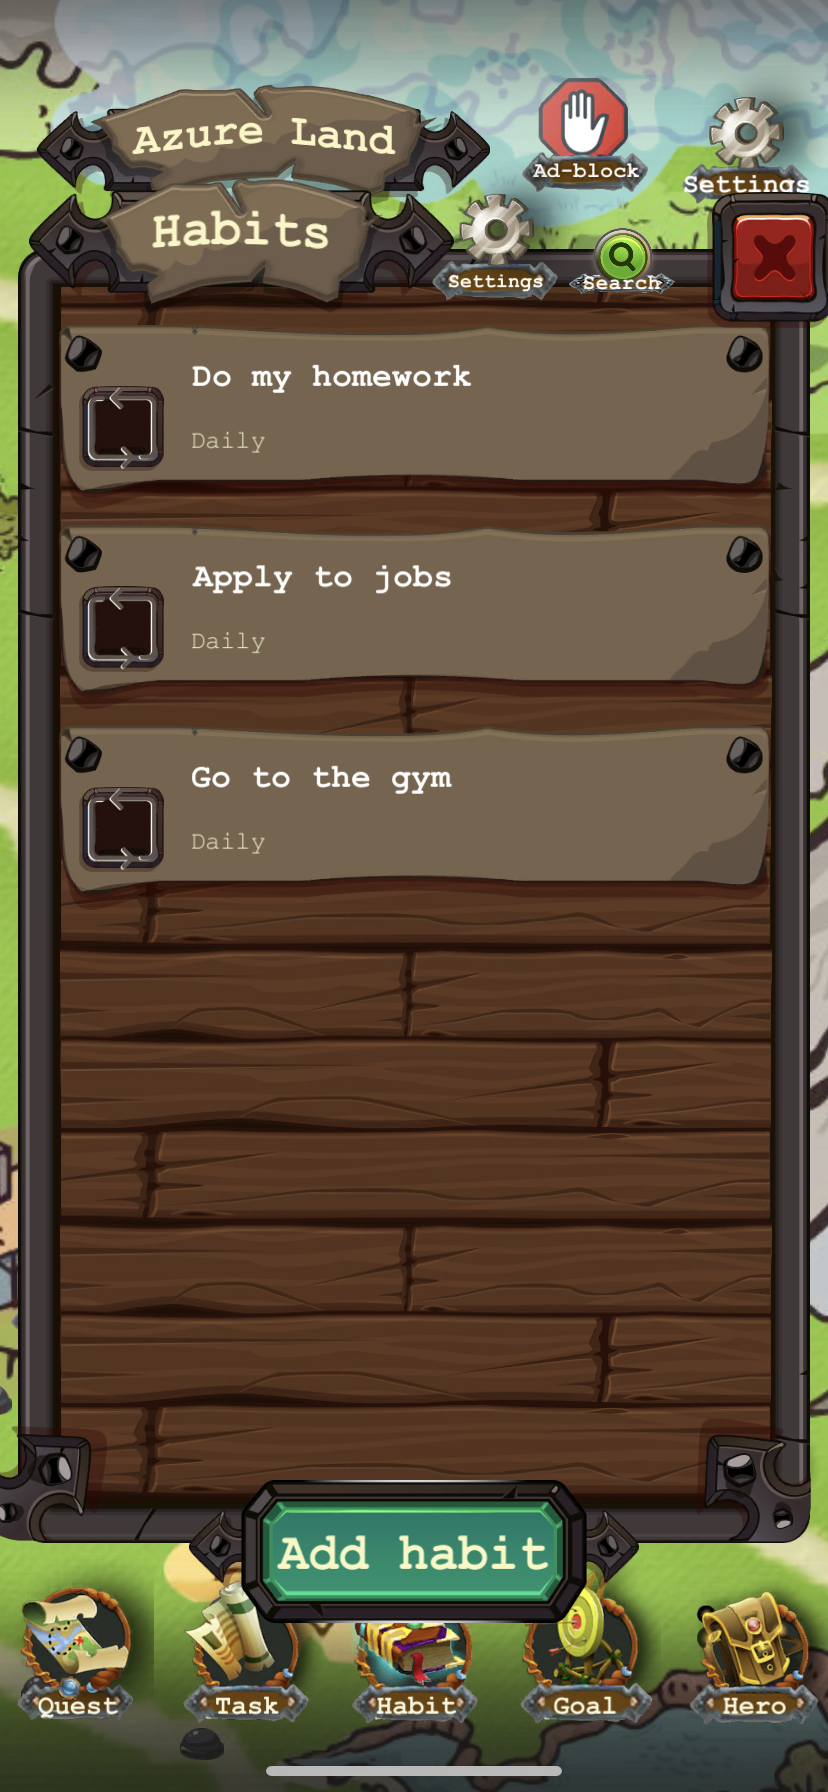 Azure Land
Ad-block
Settings
Habits
Settings
Search
Do my homework
Daily
Apply to jobs
Daily
Go to the gym
Daily
Add habit
Quest
Task
Habit
Goal
Hero